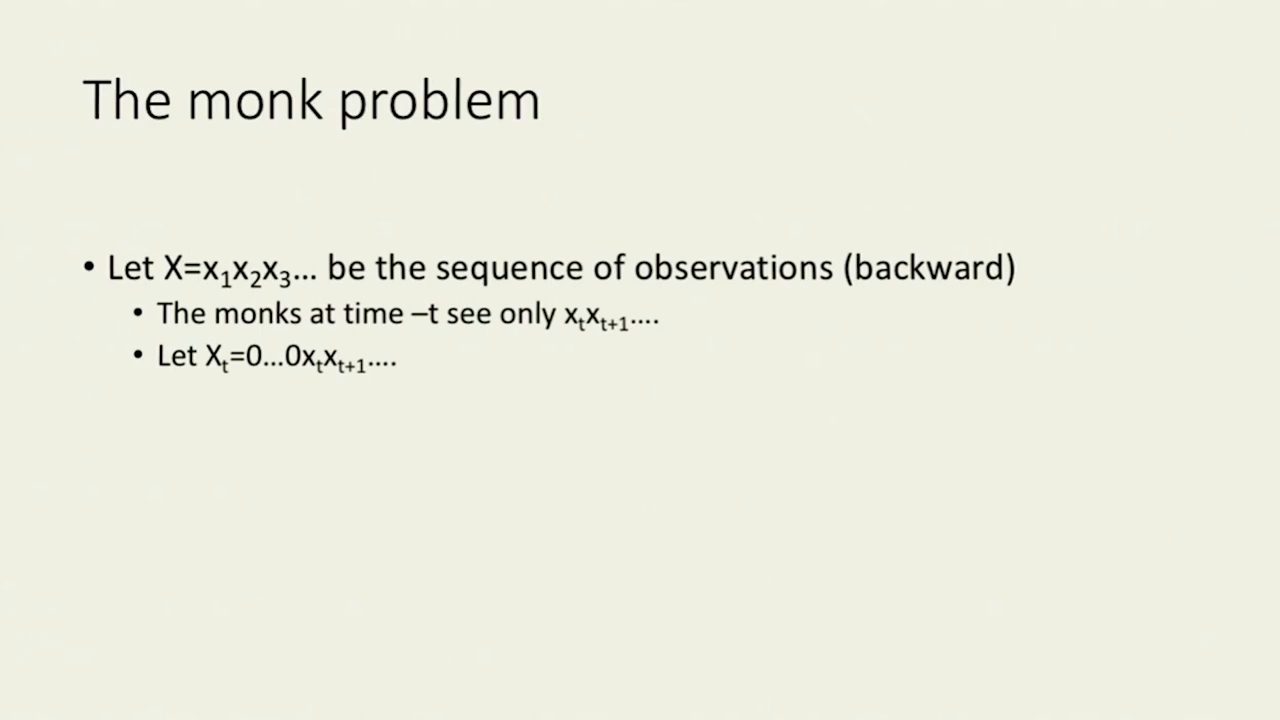 The monk problem
• Let X=x₁x₂x₃... be the sequence of observations (backward)
• The monks at time –t see only xₜxₜ₊₁....
• Let Xₜ=0...0xₜxₜ₊₁....